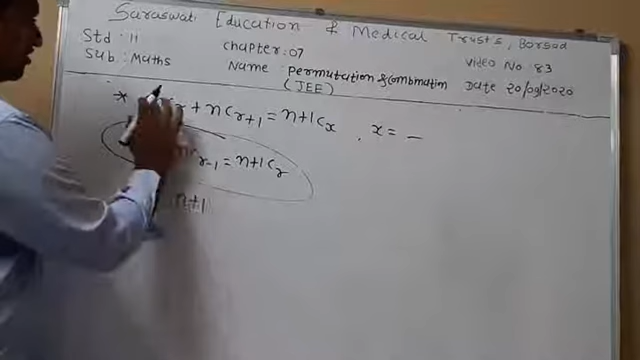 Saraswati Education & Medical Trust's, Borsad
Std : 11
chapter : 07
Video No : 83
Sub : Maths
Name : Permutation & Combination
Date 20/09/2020
(JEE)
* r + nCr+1 = n+1Cx , x = —
r-1 = n+1Cr
n+1